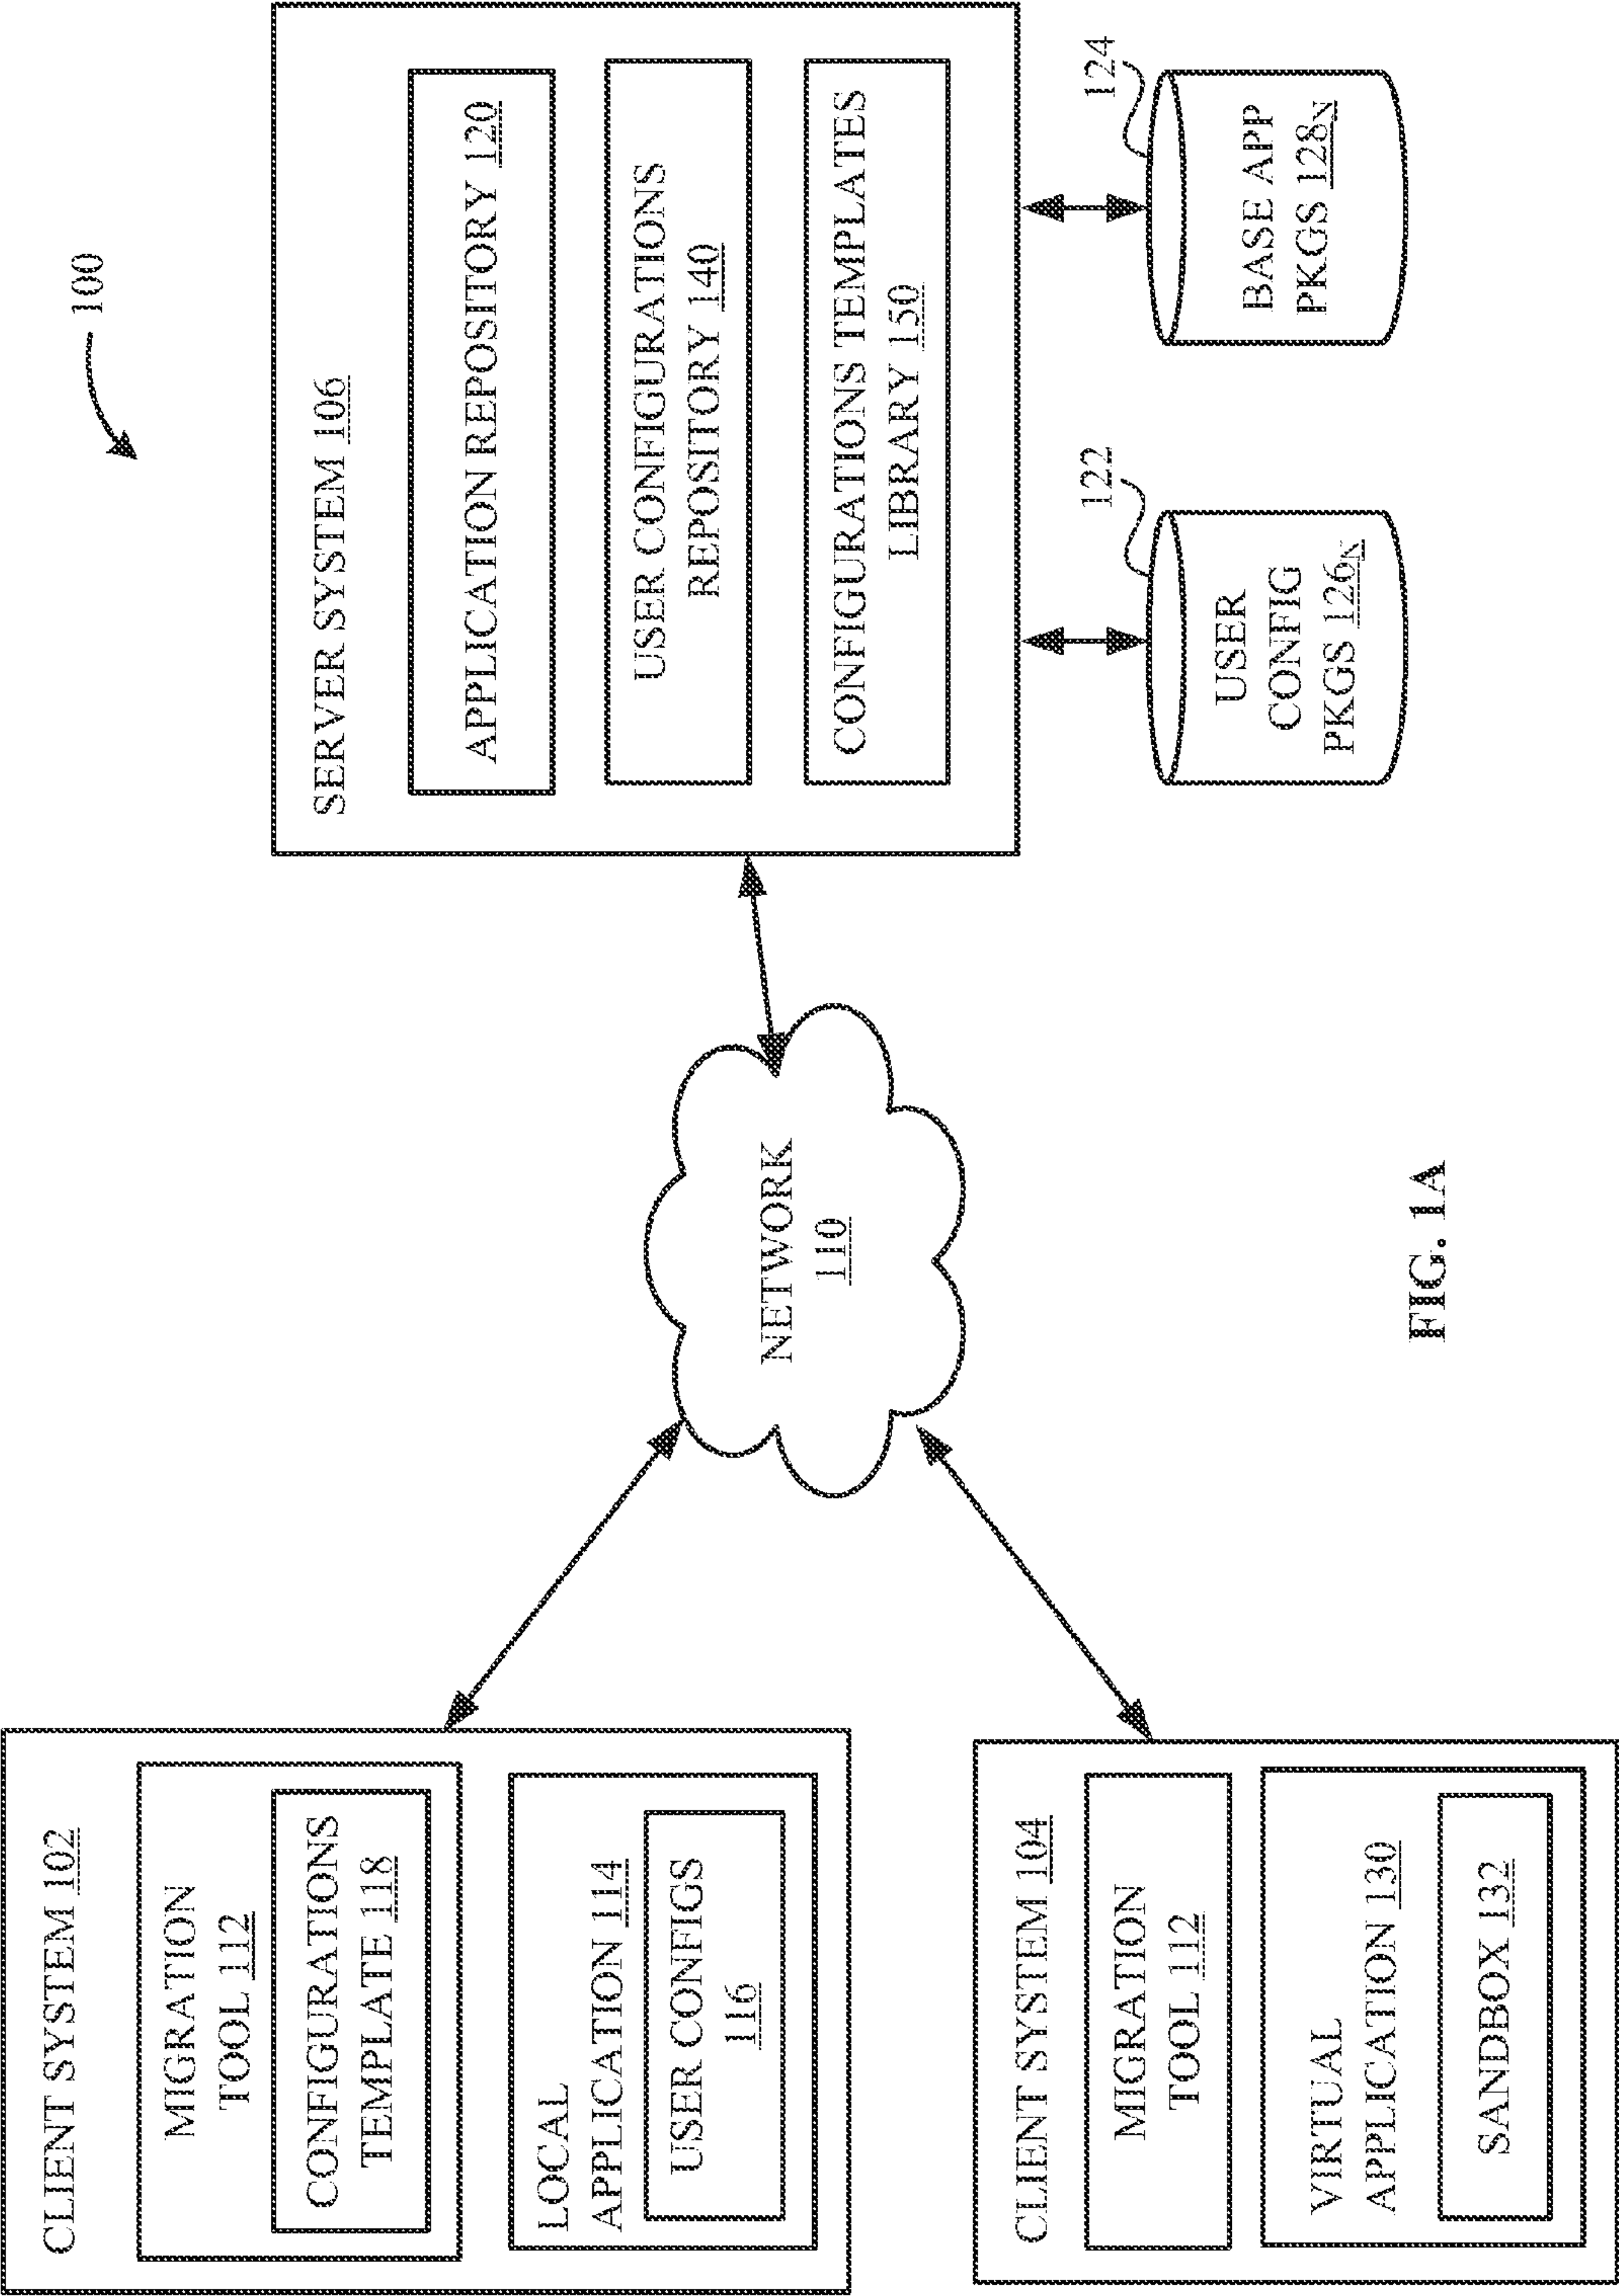 100
CLIENT SYSTEM 102
MIGRATION
TOOL 112
CONFIGURATIONS
TEMPLATE 118
LOCAL
APPLICATION 114
USER CONFIGS
116
CLIENT SYSTEM 104
MIGRATION
TOOL 112
VIRTUAL
APPLICATION 130
SANDBOX 132
NETWORK
110
SERVER SYSTEM 106
APPLICATION REPOSITORY 120
USER CONFIGURATIONS
REPOSITORY 140
CONFIGURATIONS TEMPLATES
LIBRARY 150
122
USER
CONFIG
PKGS 126N
124
BASE APP
PKGS 128N
FIG. 1A